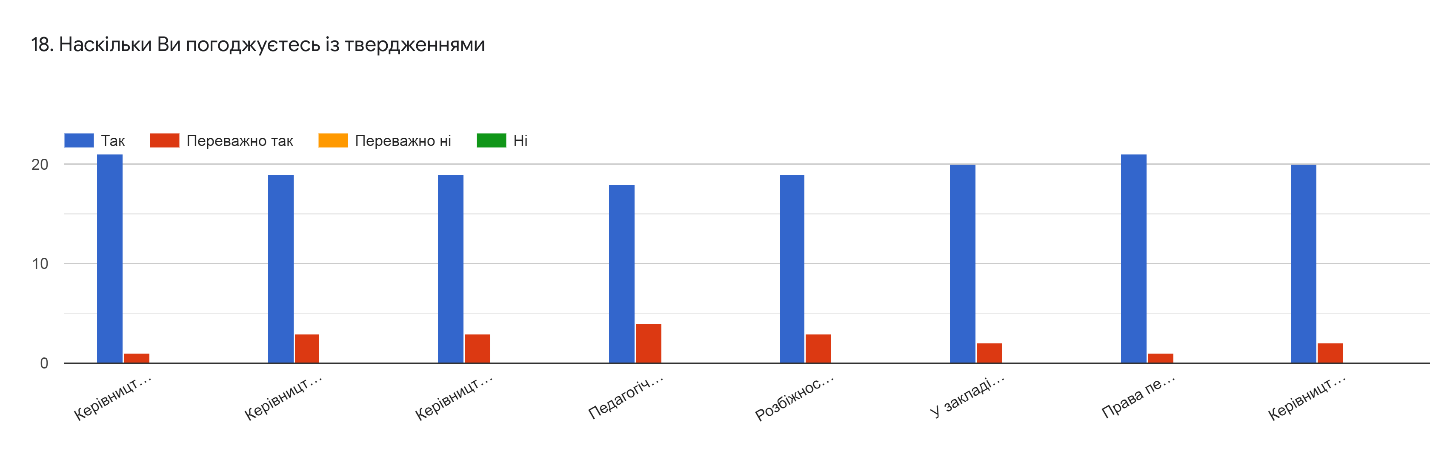 18. Наскільки Ви погоджуєтесь із твердженнями
Так Переважно так Переважно ні Ні
20
10
0
Керівницт… Керівницт… Керівницт… Педагогіч… Розбіжнос… У закладі… Права пе… Керівницт…